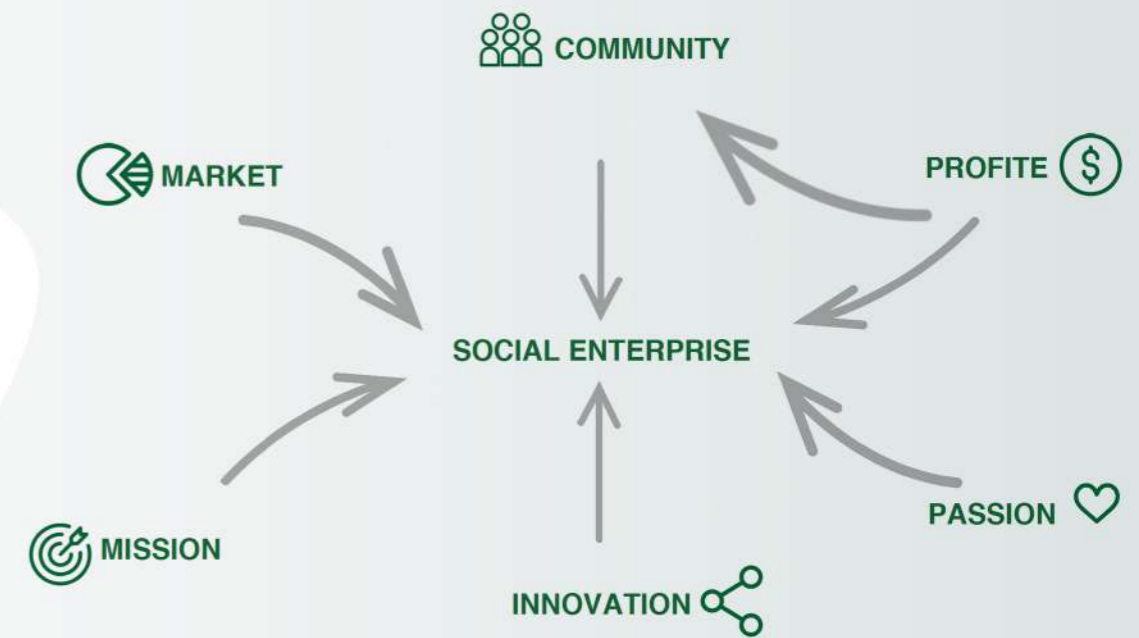 COMMUNITY
MARKET
PROFITE
$
SOCIAL ENTERPRISE
MISSION
PASSION
INNOVATION